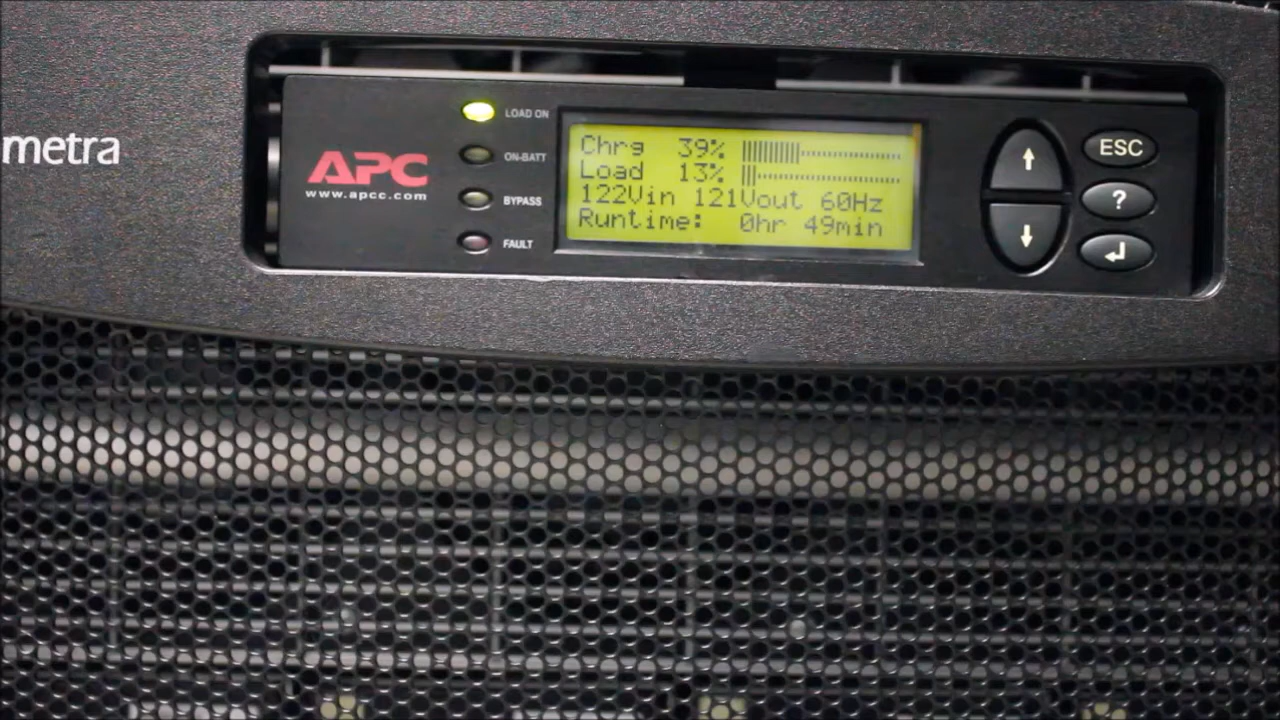 metra
APC
www.apcc.com
LOAD ON
ON-BATT
BYPASS
FAULT
Chrg 39%
Load 13%
122Vin 121Vout 60Hz
Runtime: 0hr 49min
ESC
?